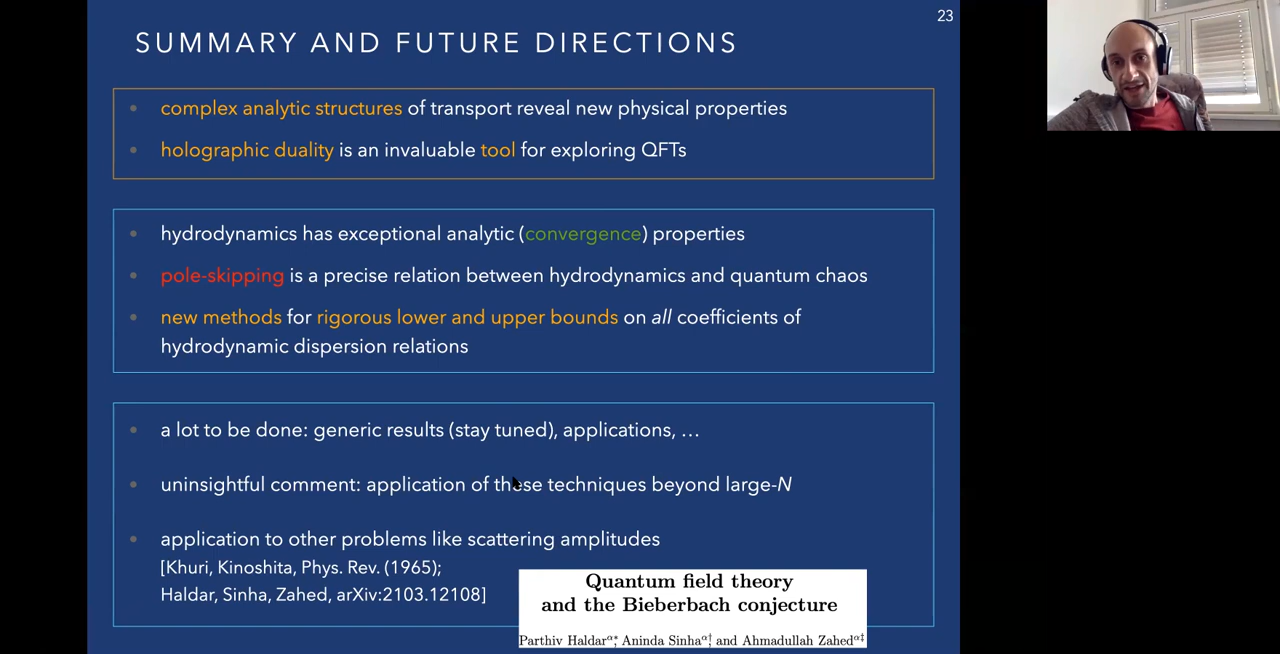 23
SUMMARY AND FUTURE DIRECTIONS
• complex analytic structures of transport reveal new physical properties
• holographic duality is an invaluable tool for exploring QFTs
• hydrodynamics has exceptional analytic (convergence) properties
• pole-skipping is a precise relation between hydrodynamics and quantum chaos
• new methods for rigorous lower and upper bounds on all coefficients of
hydrodynamic dispersion relations
• a lot to be done: generic results (stay tuned), applications, …
• uninsightful comment: application of these techniques beyond large-N
• application to other problems like scattering amplitudes
[Khuri, Kinoshita, Phys. Rev. (1965);
Haldar, Sinha, Zahed, arXiv:2103.12108]
Quantum field theory
and the Bieberbach conjecture
Parthiv Haldarᵅ*, Aninda Sinhaᵅ†, and Ahmadullah Zahedᵅ‡